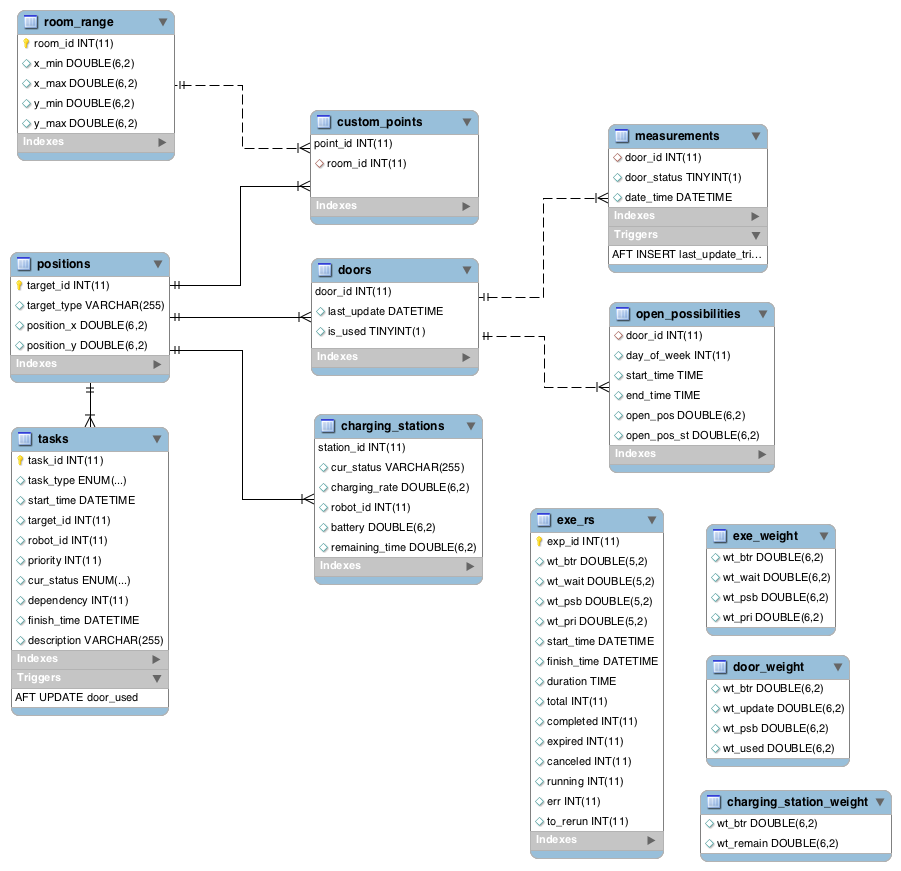 room_range
room_id INT(11)
x_min DOUBLE(6,2)
x_max DOUBLE(6,2)
y_min DOUBLE(6,2)
y_max DOUBLE(6,2)
Indexes
custom_points
point_id INT(11)
room_id INT(11)
Indexes
measurements
door_id INT(11)
door_status TINYINT(1)
date_time DATETIME
Indexes
Triggers
AFT INSERT last_update_tri...
positions
target_id INT(11)
target_type VARCHAR(255)
position_x DOUBLE(6,2)
position_y DOUBLE(6,2)
Indexes
doors
door_id INT(11)
last_update DATETIME
is_used TINYINT(1)
Indexes
open_possibilities
door_id INT(11)
day_of_week INT(11)
start_time TIME
end_time TIME
open_pos DOUBLE(6,2)
open_pos_st DOUBLE(6,2)
Indexes
tasks
task_id INT(11)
task_type ENUM(...)
start_time DATETIME
target_id INT(11)
robot_id INT(11)
priority INT(11)
cur_status ENUM(...)
dependency INT(11)
finish_time DATETIME
description VARCHAR(255)
Indexes
Triggers
AFT UPDATE door_used
charging_stations
station_id INT(11)
cur_status VARCHAR(255)
charging_rate DOUBLE(6,2)
robot_id INT(11)
battery DOUBLE(6,2)
remaining_time DOUBLE(6,2)
Indexes
exe_rs
exp_id INT(11)
wt_btr DOUBLE(5,2)
wt_wait DOUBLE(5,2)
wt_psb DOUBLE(5,2)
wt_pri DOUBLE(5,2)
start_time DATETIME
finish_time DATETIME
duration TIME
total INT(11)
completed INT(11)
expired INT(11)
canceled INT(11)
running INT(11)
err INT(11)
to_rerun INT(11)
Indexes
exe_weight
wt_btr DOUBLE(6,2)
wt_wait DOUBLE(6,2)
wt_psb DOUBLE(6,2)
wt_pri DOUBLE(6,2)
door_weight
wt_btr DOUBLE(6,2)
wt_update DOUBLE(6,2)
wt_psb DOUBLE(6,2)
wt_used DOUBLE(6,2)
charging_station_weight
wt_btr DOUBLE(6,2)
wt_remain DOUBLE(6,2)